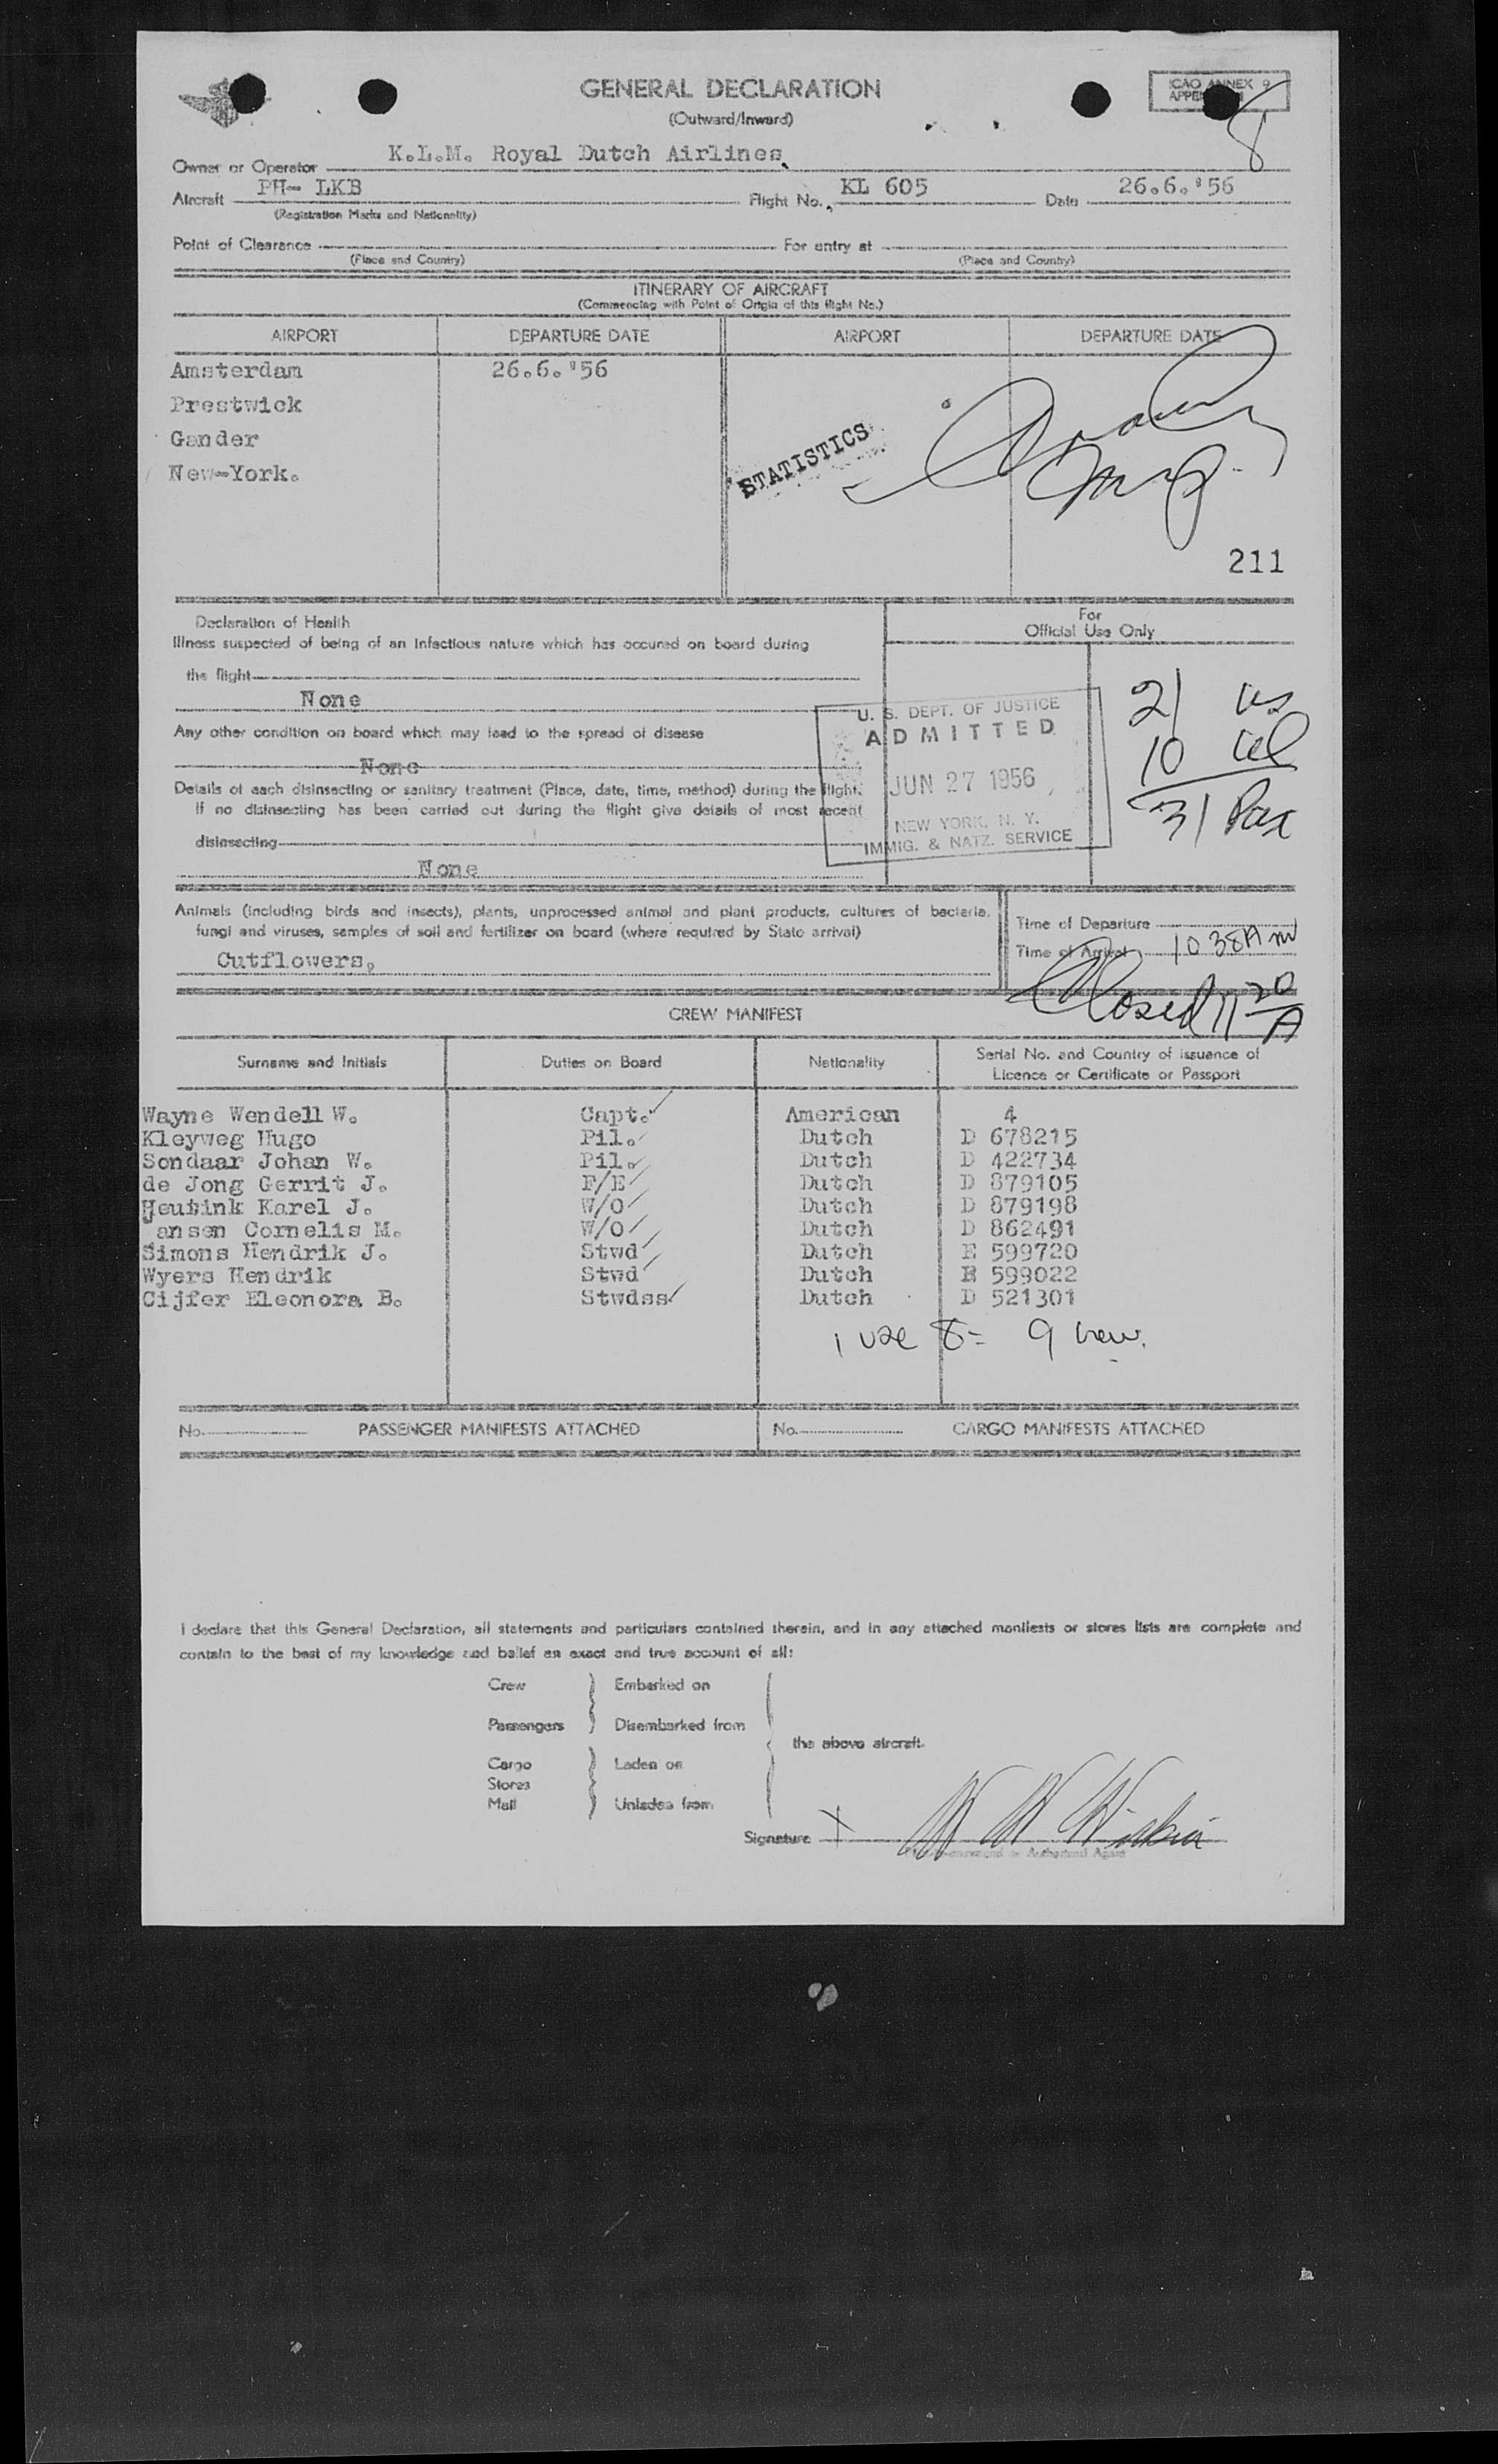 GENERAL DECLARATION
(Outward/Inward)
ICAO ANNEX 9
8
Owner or Operator K.L.M. Royal Dutch Airlines.
Aircraft PH- LKB Flight No. KL 605 Date 26.6.'56
(Registration Marks and Nationality)
Point of Clearance For entry at
(Place and Country) (Place and Country)
ITINERARY OF AIRCRAFT
(Commencing with Point of Origin of this flight No.)
AIRPORT DEPARTURE DATE AIRPORT DEPARTURE DATE
Amsterdam 26.6.'56
Prestwick
Gander
New-York.
STATISTICS
211
Declaration of Health
Illness suspected of being of an infectious nature which has occured on board during
the flight
None
Any other condition on board which may lead to the spread of disease
None
Details of each disinsecting or sanitary treatment (Place, date, time, method) during the flight.
If no disinsecting has been carried out during the flight give details of most recent
disinsecting
None
For
Official Use Only
U. S. DEPT. OF JUSTICE
ADMITTED
JUN 27 1956
NEW YORK, N. Y.
IMMIG. & NATZ. SERVICE
21 us
10
31 Pax
Animals (including birds and insects), plants, unprocessed animal and plant products, cultures of bacteria,
fungi and viruses, samples of soil and fertilizer on board (where required by State arrival)
Cutflowers.
Time of Departure
Time of Arrival 10 38 A m
Closed 11 30 A
CREW MANIFEST
Surname and Initials Duties on Board Nationality Serial No. and Country of issuance of
Licence or Certificate or Passport
Wayne Wendell W. Capt. American 4
Kleyweg Hugo Pil. Dutch D 678215
Sondaar Johan W. Pil. Dutch D 422734
de Jong Gerrit J. F/E Dutch D 879105
Heutink Karel J. W/O Dutch D 879198
ansen Cornelis M. W/O Dutch D 862491
Simons Hendrik J. Stwd Dutch E 599720
Wyers Hendrik Stwd Dutch E 599022
Cijfer Eleonora B. Stwdss Dutch D 521301
1 use 8= 9 crew.
No. PASSENGER MANIFESTS ATTACHED No. CARGO MANIFESTS ATTACHED
I declare that this General Declaration, all statements and particulars contained therein, and in any attached manifests or stores lists are complete and
contain to the best of my knowledge and belief an exact and true account of all:
Crew Embarked on
Passengers Disembarked from
the above aircraft.
Cargo Laden on
Stores
Mail Unladen from
Signature X
or Authorised Agent